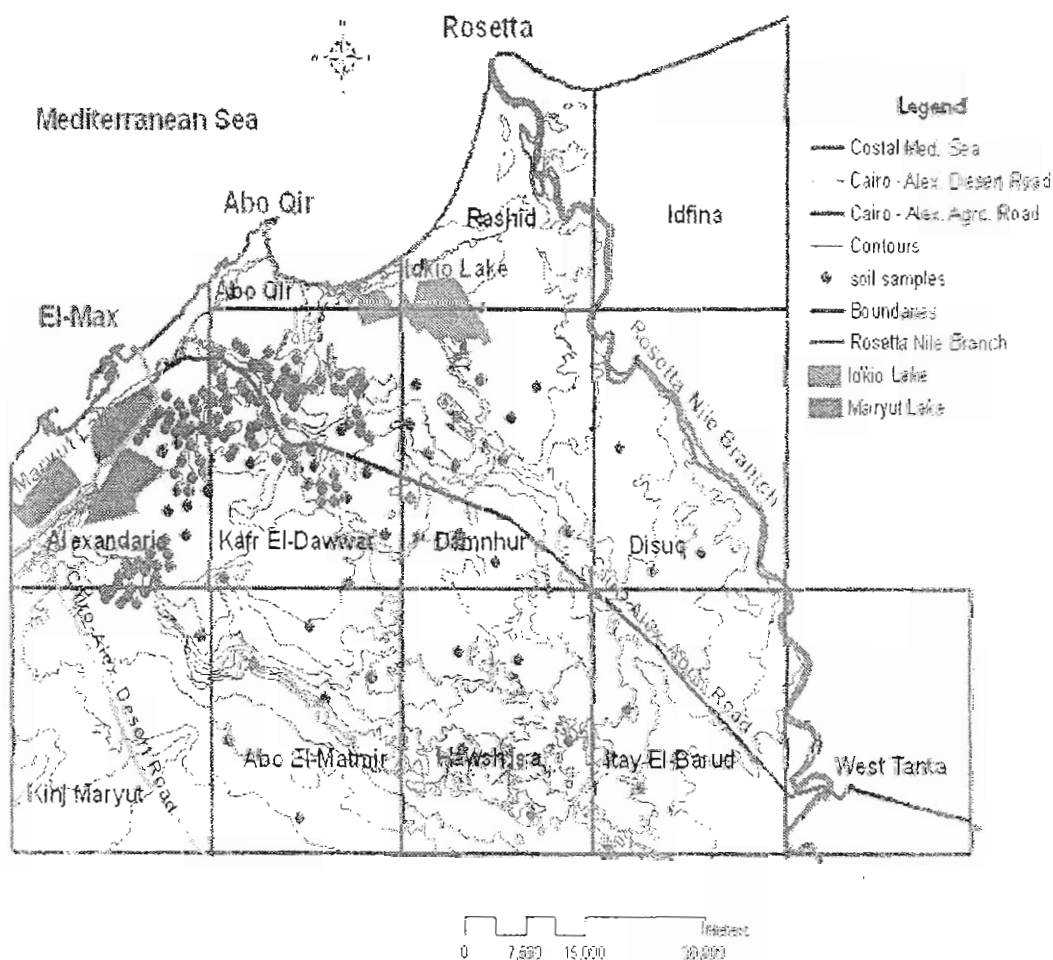 Rosetta
Mediterranean Sea
Legend
Costal Med. Sea
Cairo - Alex. Desert Road
Cairo - Alex. Agrc. Road
Contours
soil samples
Boundaries
Rosetta Nile Branch
Idkio Lake
Maryut Lake
Abo Qir
Rashid
Idfina
Idkio Lake
Abo Qir
El-Max
Rosetta Nile Branch
Maryut
Alexandaria
Kafr El-Dawwar
Damnhur
Disuq
Cairo-Alex. Desert Road
Road
Abo El-Matmir
Hawsh Isa
Itay El-Barud
West Tanta
Kinj Maryut
Meters
0 7,500 15,000 30,000